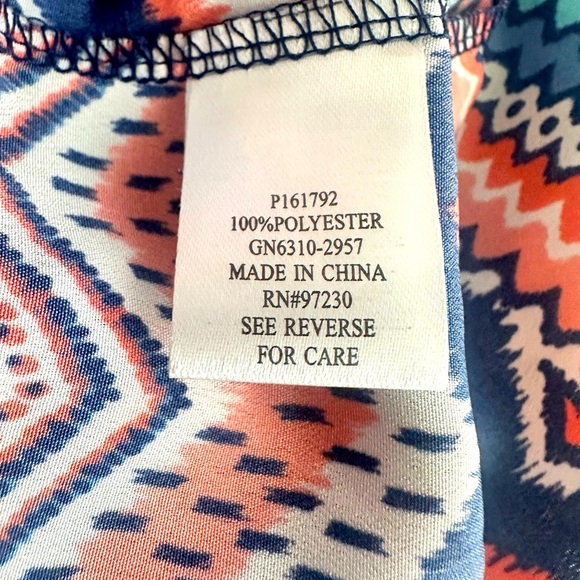 P161792
100%POLYESTER
GN6310-2957
MADE IN CHINA
RN#97230
SEE REVERSE
FOR CARE